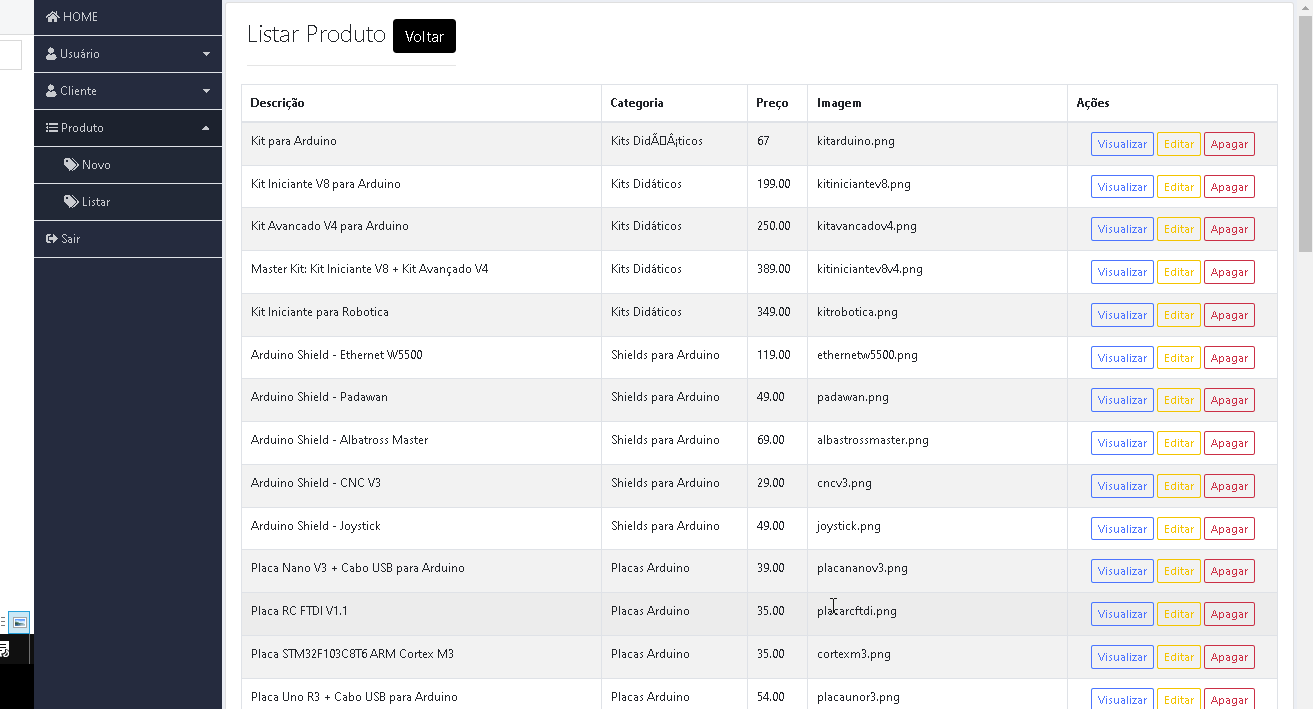 HOME
Usuário
Cliente
Produto
Novo
Listar
Sair
Listar Produto Voltar
Descrição Categoria Preço Imagem Ações
Kit para Arduino Kits DidÃ▯Â¡ticos 67 kitarduino.png Visualizar Editar Apagar
Kit Iniciante V8 para Arduino Kits Didáticos 199.00 kitiniciantev8.png Visualizar Editar Apagar
Kit Avancado V4 para Arduino Kits Didáticos 250.00 kitavancadov4.png Visualizar Editar Apagar
Master Kit: Kit Iniciante V8 + Kit Avançado V4 Kits Didáticos 389.00 kitiniciantev8v4.png Visualizar Editar Apagar
Kit Iniciante para Robotica Kits Didáticos 349.00 kitrobotica.png Visualizar Editar Apagar
Arduino Shield - Ethernet W5500 Shields para Arduino 119.00 ethernetw5500.png Visualizar Editar Apagar
Arduino Shield - Padawan Shields para Arduino 49.00 padawan.png Visualizar Editar Apagar
Arduino Shield - Albatross Master Shields para Arduino 69.00 albastrossmaster.png Visualizar Editar Apagar
Arduino Shield - CNC V3 Shields para Arduino 29.00 cncv3.png Visualizar Editar Apagar
Arduino Shield - Joystick Shields para Arduino 49.00 joystick.png Visualizar Editar Apagar
Placa Nano V3 + Cabo USB para Arduino Placas Arduino 39.00 placananov3.png Visualizar Editar Apagar
Placa RC FTDI V1.1 Placas Arduino 35.00 placarcftdi.png Visualizar Editar Apagar
Placa STM32F103C8T6 ARM Cortex M3 Placas Arduino 35.00 cortexm3.png Visualizar Editar Apagar
Placa Uno R3 + Cabo USB para Arduino Placas Arduino 54.00 placaunor3.png Visualizar Editar Apagar